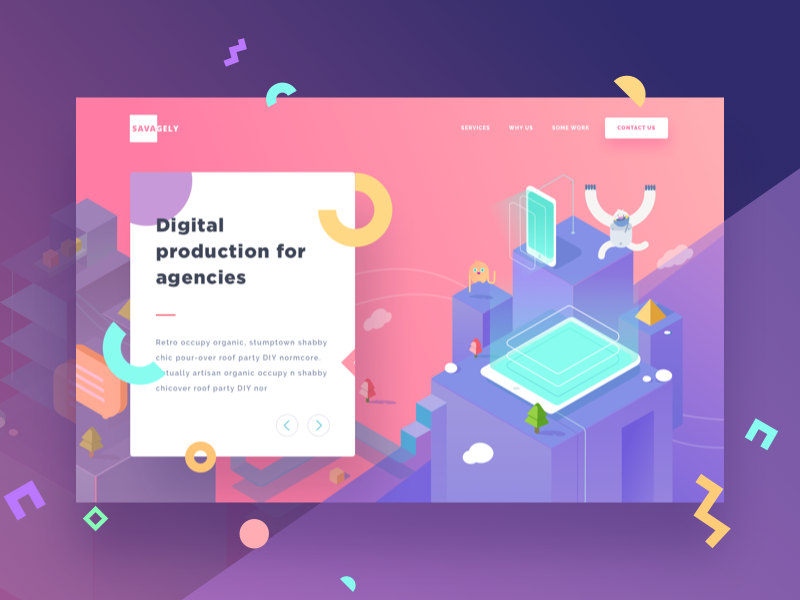 SAVAGELY
SERVICES WHY US SOME WORK CONTACT US
Digital
production for
agencies
Retro occupy organic, stumptown shabby
chic pour-over roof party DIY normcore.
artisan organic occupy n shabby
chicover roof party DIY nor